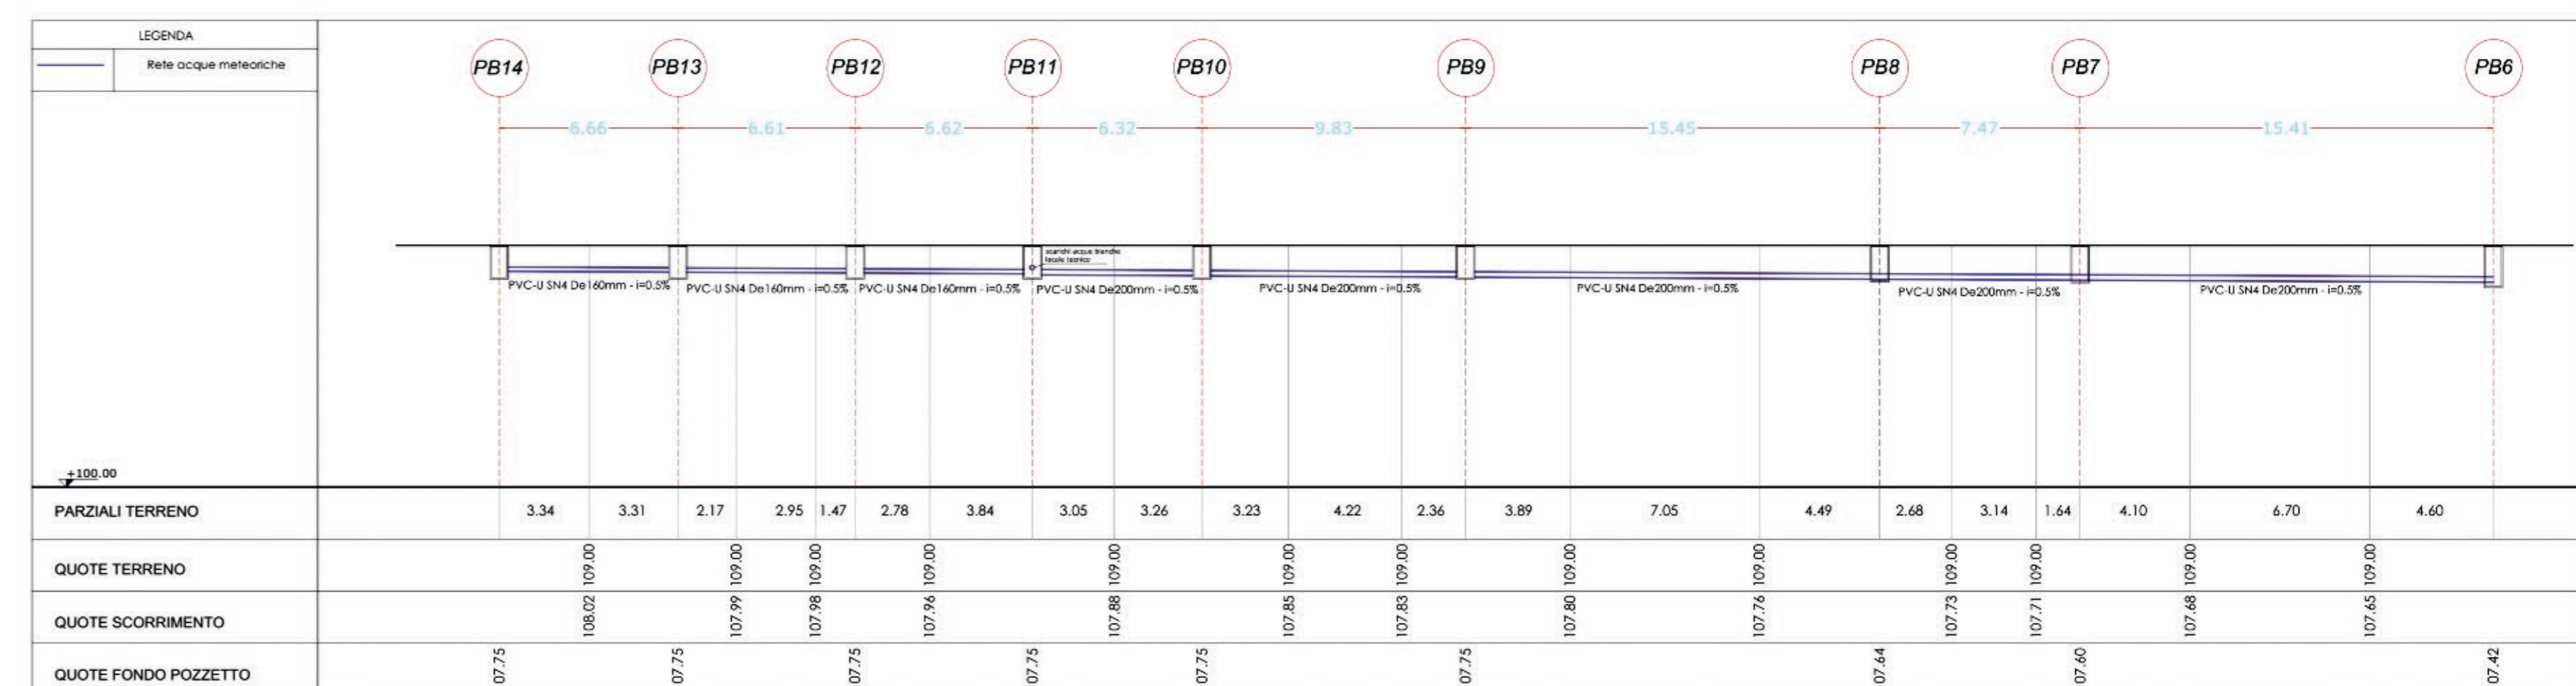 LEGENDA
Rete acque meteoriche
PB14 PB13 PB12 PB11 PB10 PB9 PB8 PB7 PB6
6.66 6.61 6.62 6.32 9.83 15.45 7.47 15.41
scarichi acque bianche
locale tecnico
PVC-U SN4 De160mm - i=0.5% PVC-U SN4 De160mm - i=0.5% PVC-U SN4 De160mm - i=0.5% PVC-U SN4 De200mm - i=0.5% PVC-U SN4 De200mm - i=0.5% PVC-U SN4 De200mm - i=0.5% PVC-U SN4 De200mm - i=0.5% PVC-U SN4 De200mm - i=0.5%
+100.00
PARZIALI TERRENO 3.34 3.31 2.17 2.95 1.47 2.78 3.84 3.05 3.26 3.23 4.22 2.36 3.89 7.05 4.49 2.68 3.14 1.64 4.10 6.70 4.60
QUOTE TERRENO 109.00 109.00 109.00 109.00 109.00 109.00 109.00 109.00 109.00 109.00 109.00 109.00 109.00
QUOTE SCORRIMENTO 108.02 107.99 107.98 107.96 107.88 107.85 107.83 107.80 107.76 107.73 107.71 107.68 107.65
QUOTE FONDO POZZETTO 07.75 07.75 07.75 07.75 07.75 07.75 07.64 07.60 07.42